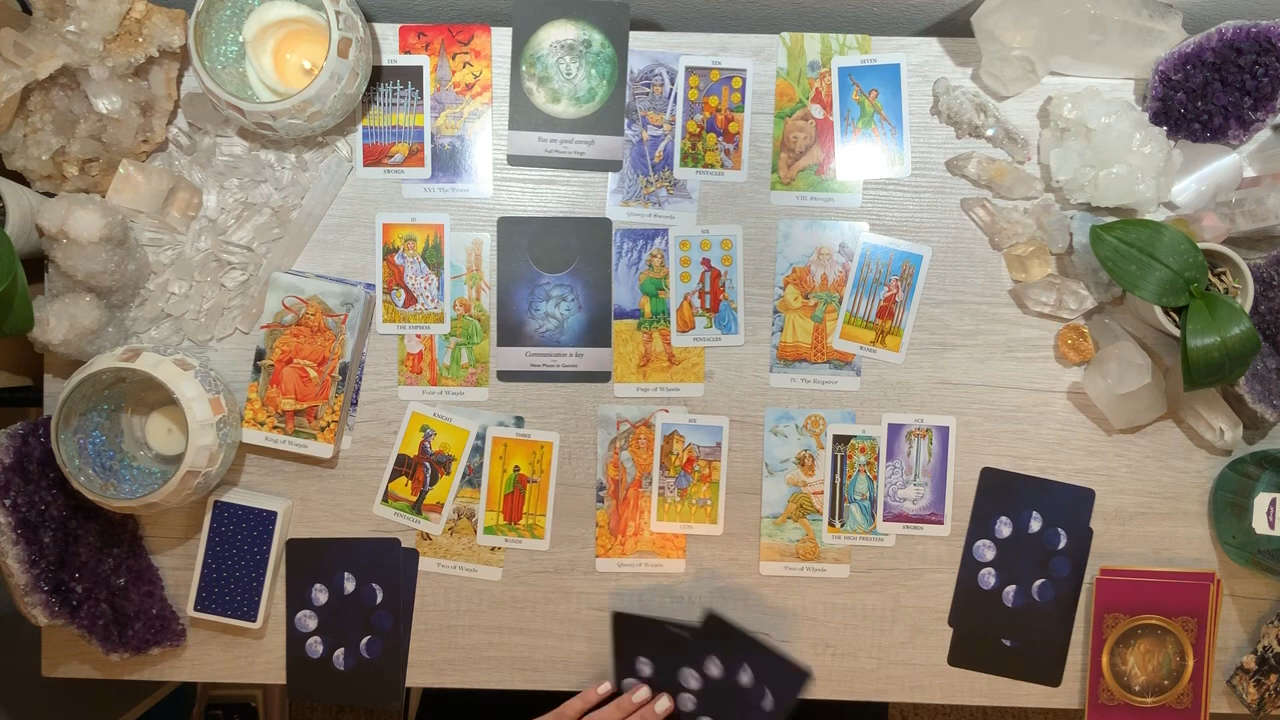 TEN
SWORDS
XVI. The Tower
You are good enough
Full Moon in Virgo
Queen of Swords
TEN
PENTACLES
VIII. Strength
SEVEN
III
THE EMPRESS
Four of Wands
Communication is key
New Moon in Gemini
Page of Wheels
SIX
PENTACLES
IV. The Emperor
WANDS
King of Wands
KNIGHT
PENTACLES
THREE
WANDS
Two of Wands
Queen of Wands
SIX
CUPS
Two of Wheels
II
THE HIGH PRIESTESS
ACE
SWORDS